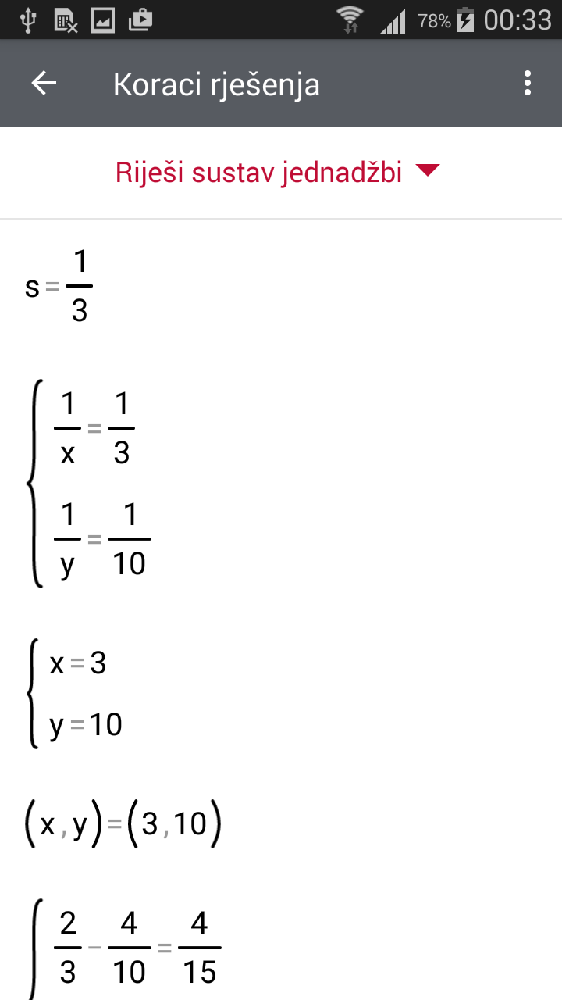 78% 00:33
Koraci rješenja
Riješi sustav jednadžbi
s = 1/3
1/x = 1/3
1/y = 1/10
x = 3
y = 10
(x, y) = (3, 10)
2/3 - 4/10 = 4/15